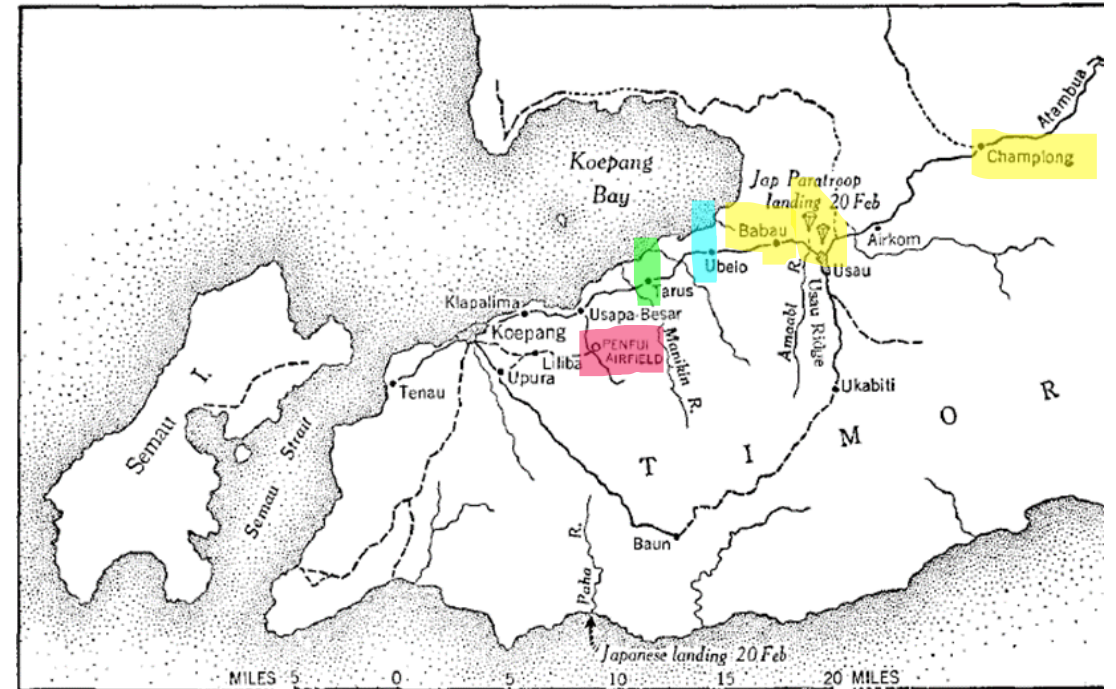 Atambua
Champlong
Koepang
Bay
Jap Paratroop
landing 20 Feb
Babau
Airkom
Ubelo
Usau
Tarus
Klapalima
Usapa-Besar
Koepang
PENFUI
AIRFIELD
Liliba
Upura
Tenau
Manikin R.
Amaabi R.
Usau Ridge
Ukabiti
Semau I.
Semau Strait
TIMOR
Baun
Paha R.
Japanese landing 20 Feb
MILES 5 0 5 10 15 20 MILES